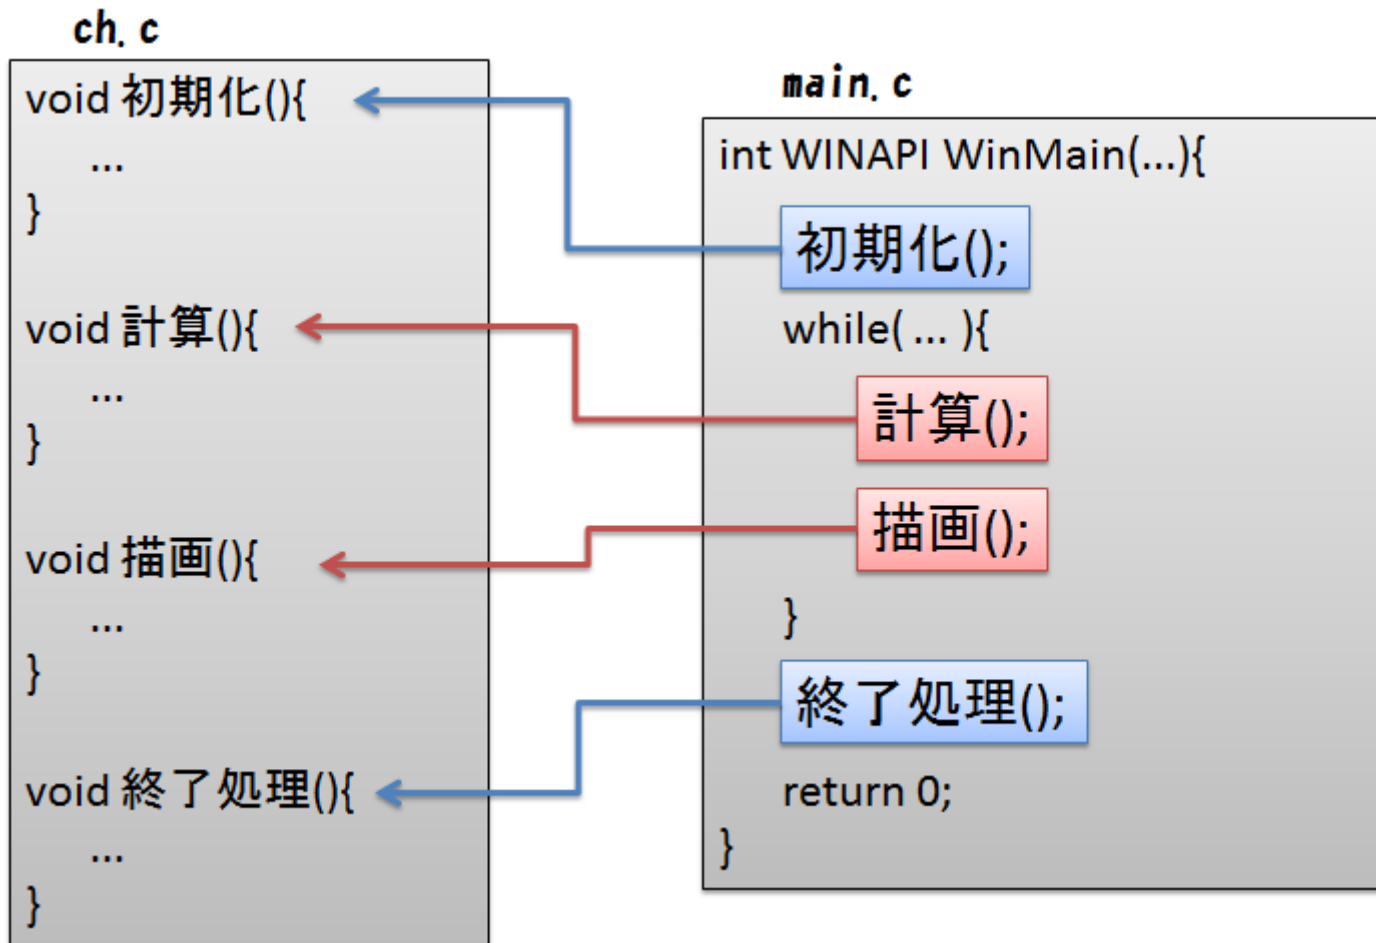 ch.c
void 初期化(){
...
}
void 計算(){
...
}
void 描画(){
...
}
void 終了処理(){
...
}
main.c
int WINAPI WinMain(...){
初期化();
while( ... ){
計算();
描画();
}
終了処理();
return 0;
}